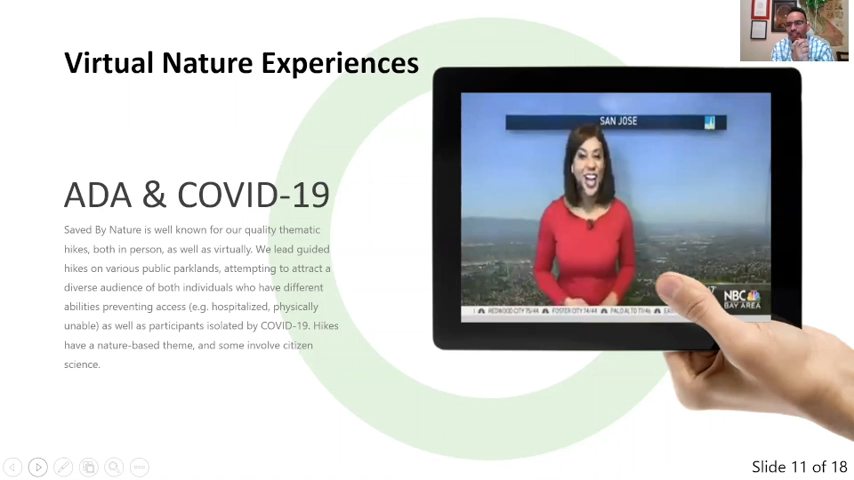 Virtual Nature Experiences
SAN JOSE
ADA & COVID-19
Saved By Nature is well known for our quality thematic
hikes, both in person, as well as virtually. We lead guided
hikes on various public parklands, attempting to attract a
diverse audience of both individuals who have different
abilities preventing access (e.g. hospitalized, physically
unable) as well as participants isolated by COVID-19. Hikes
have a nature-based theme, and some involve citizen
science.
NBC
BAY AREA
REDWOOD CITY 75/44 FOSTER CITY 74/44 PALO ALTO
Slide 11 of 18